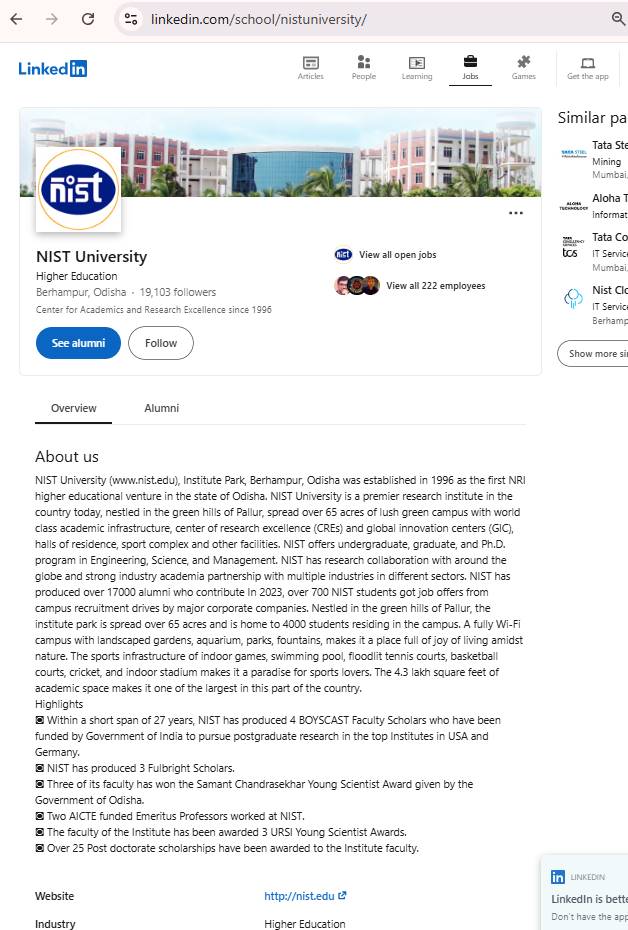 linkedin.com/school/nistuniversity/
Linked in
Articles
People
Learning
Jobs
Games
Get the app
nist
NIST University
Higher Education
Berhampur, Odisha · 19,103 followers
Center for Academics and Research Excellence since 1996
nist
View all open jobs
View all 222 employees
See alumni
Follow
Similar pa
TATA STEEL
Tata Ste
Mining
Mumbai,
ALOHA
TECHNOLOGY
Aloha T
Informat
TATA
CONSULTANCY
SERVICES
tcs
Tata Co
IT Service
Mumbai,
Nist Clo
IT Service
Berhamp
Show more sin
Overview
Alumni
About us
NIST University (www.nist.edu), Institute Park, Berhampur, Odisha was established in 1996 as the first NRI
higher educational venture in the state of Odisha. NIST University is a premier research institute in the
country today, nestled in the green hills of Pallur, spread over 65 acres of lush green campus with world
class academic infrastructure, center of research excellence (CREs) and global innovation centers (GIC),
halls of residence, sport complex and other facilities. NIST offers undergraduate, graduate, and Ph.D.
program in Engineering, Science, and Management. NIST has research collaboration with around the
globe and strong industry academia partnership with multiple industries in different sectors. NIST has
produced over 17000 alumni who contribute In 2023, over 700 NIST students got job offers from
campus recruitment drives by major corporate companies. Nestled in the green hills of Pallur, the
institute park is spread over 65 acres and is home to 4000 students residing in the campus. A fully Wi-Fi
campus with landscaped gardens, aquarium, parks, fountains, makes it a place full of joy of living amidst
nature. The sports infrastructure of indoor games, swimming pool, floodlit tennis courts, basketball
courts, cricket, and indoor stadium makes it a paradise for sports lovers. The 4.3 lakh square feet of
academic space makes it one of the largest in this part of the country.
Highlights
◙ Within a short span of 27 years, NIST has produced 4 BOYSCAST Faculty Scholars who have been
funded by Government of India to pursue postgraduate research in the top Institutes in USA and
Germany.
◙ NIST has produced 3 Fulbright Scholars.
◙ Three of its faculty has won the Samant Chandrasekhar Young Scientist Award given by the
Government of Odisha.
◙ Two AICTE funded Emeritus Professors worked at NIST.
◙ The faculty of the Institute has been awarded 3 URSI Young Scientist Awards.
◙ Over 25 Post doctorate scholarships have been awarded to the Institute faculty.
Website
http://nist.edu
Industry
Higher Education
in LINKEDIN
LinkedIn is bette
Don't have the app